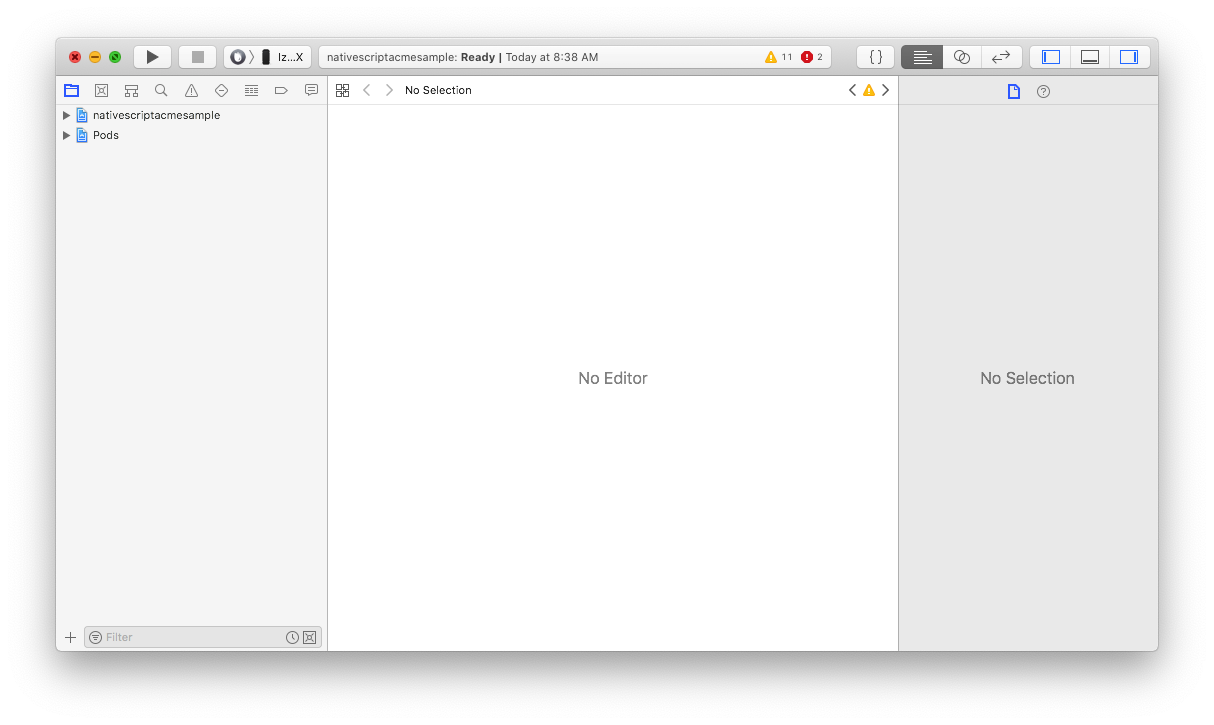 Iz...X
nativescriptacmesample: Ready | Today at 8:38 AM
11
2
{ }
No Selection
nativescriptacmesample
Pods
No Editor
No Selection
Filter